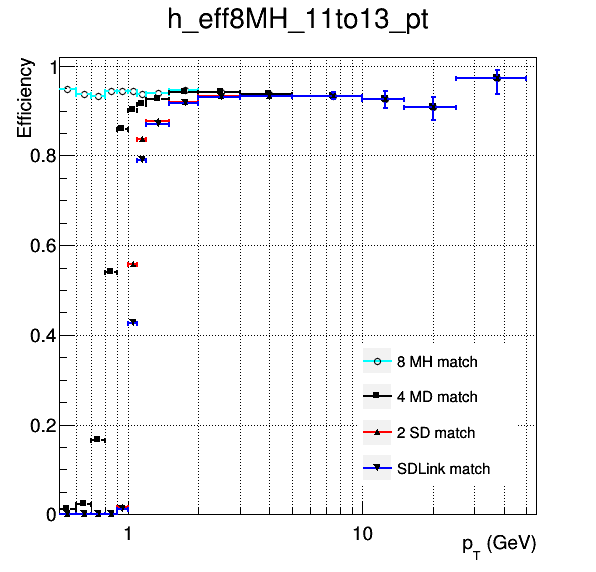 h_eff8MH_11to13_pt
Efficiency
1
0.8
0.6
0.4
0.2
0
8 MH match
4 MD match
2 SD match
SDLink match
1
10
p_T (GeV)